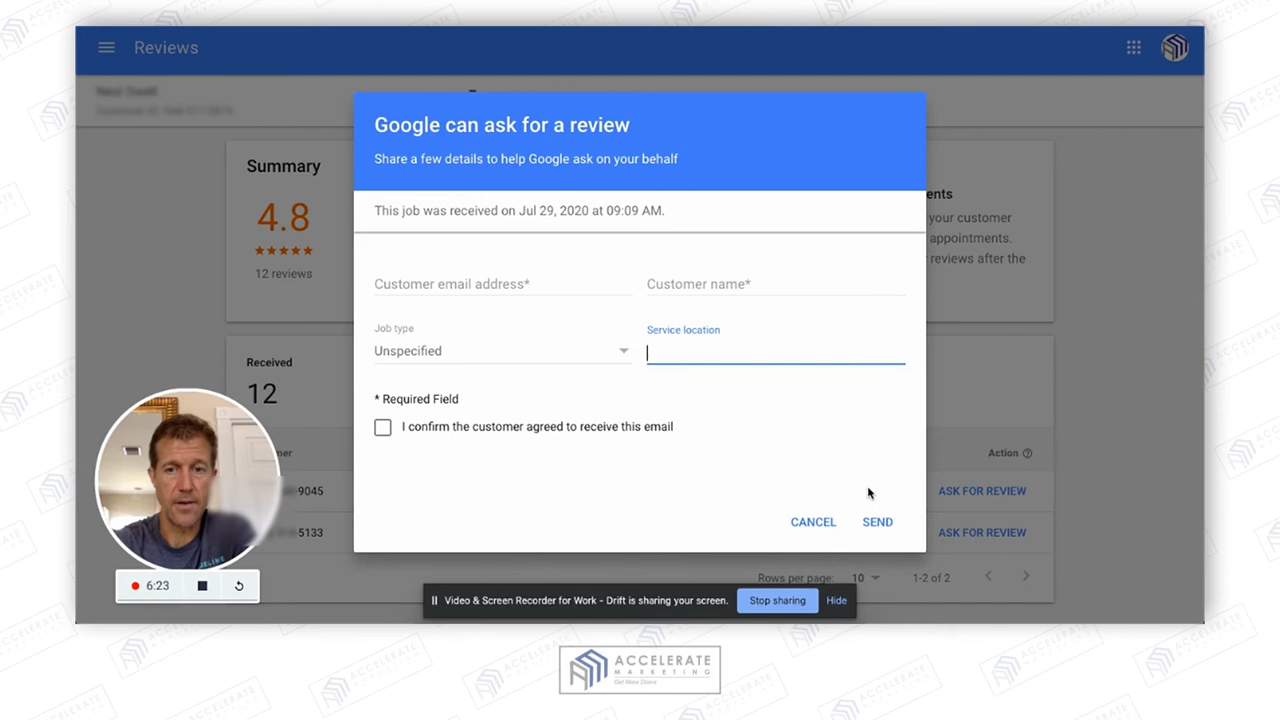 Reviews
Google can ask for a review
Share a few details to help Google ask on your behalf
This job was received on Jul 29, 2020 at 09:09 AM.
Customer email address*
Customer name*
Job type
Unspecified
Service location
* Required Field
I confirm the customer agreed to receive this email
CANCEL
SEND
Summary
4.8
12 reviews
ents
your customer
appointments.
reviews after the
Received
12
mer
Action
9045
ASK FOR REVIEW
5133
ASK FOR REVIEW
Rows per page: 10
1-2 of 2
6:23
Video & Screen Recorder for Work - Drift is sharing your screen.
Stop sharing
Hide
ACCELERATE
MARKETING
Get More Doors